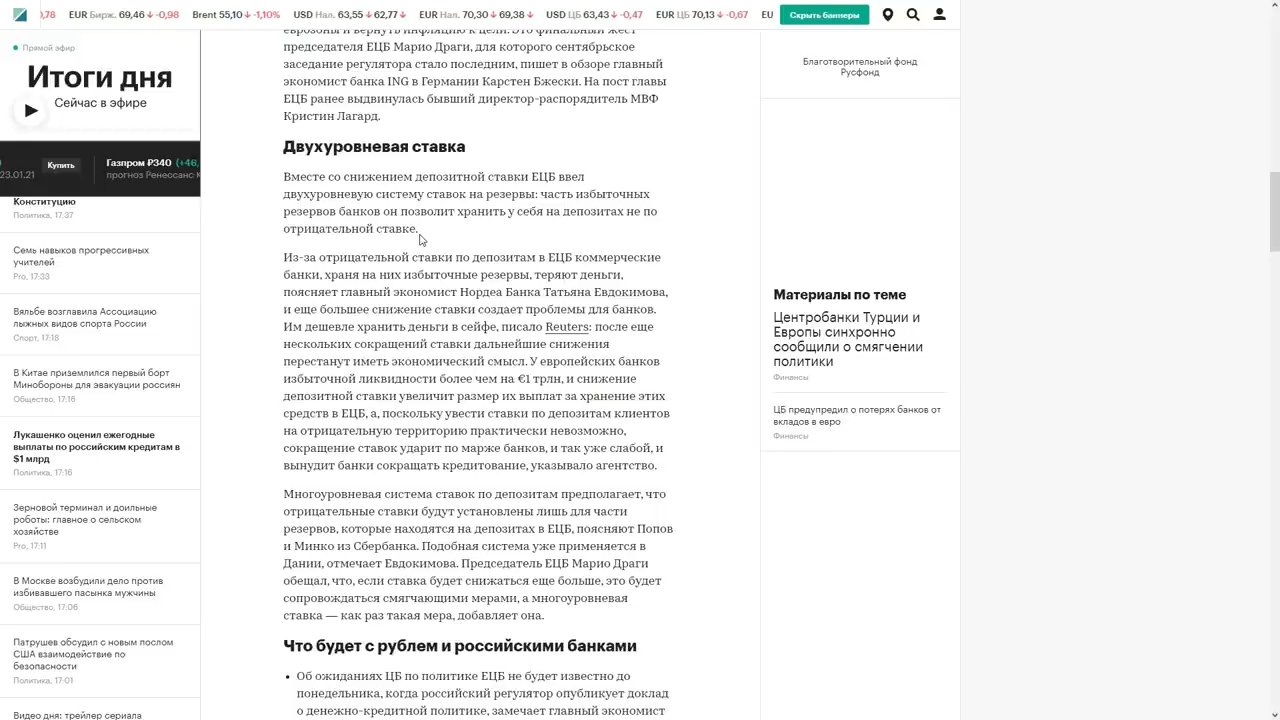 0,78 EUR Бирж. 69,46 -0,98 Brent 55,10 -1,10% USD Нал. 63,55 62,77 EUR Нал. 70,30 69,38 USD ЦБ 63,43 -0,47 EUR ЦБ 70,13 -0,67 EU Скрыть баннеры
Прямой эфир
Итоги дня
Сейчас в эфире
23.01.21 Купить Газпром ₽340 (+46,
прогноз Ренессанс
Конституцию
Политика, 17:37
Семь навыков прогрессивных
учителей
Pro, 17:33
Вяльбе возглавила Ассоциацию
лыжных видов спорта России
Спорт, 17:18
В Китае приземлился первый борт
Минобороны для эвакуации россиян
Общество, 17:16
Лукашенко оценил ежегодные
выплаты по российским кредитам в
$1 млрд
Политика, 17:16
Зерновой терминал и доильные
роботы: главное о сельском
хозяйстве
Pro, 17:11
В Москве возбудили дело против
избивавшего пасынка мужчины
Общество, 17:06
Патрушев обсудил с новым послом
США взаимодействие по
безопасности
Политика, 17:01
Видео дня: трейлер сериала
еврозоны и вернуть инфляцию к цели. Это финальный жест
председателя ЕЦБ Марио Драги, для которого сентябрьское
заседание регулятора стало последним, пишет в обзоре главный
экономист банка ING в Германии Карстен Бжески. На пост главы
ЕЦБ ранее выдвинулась бывший директор-распорядитель МВФ
Кристин Лагард.
Двухуровневая ставка
Вместе со снижением депозитной ставки ЕЦБ ввел
двухуровневую систему ставок на резервы: часть избыточных
резервов банков он позволит хранить у себя на депозитах не по
отрицательной ставке.
Из-за отрицательной ставки по депозитам в ЕЦБ коммерческие
банки, храня на них избыточные резервы, теряют деньги,
поясняет главный экономист Нордеа Банка Татьяна Евдокимова,
и еще большее снижение ставки создает проблемы для банков.
Им дешевле хранить деньги в сейфе, писало Reuters: после еще
нескольких сокращений ставки дальнейшие снижения
перестанут иметь экономический смысл. У европейских банков
избыточной ликвидности более чем на €1 трлн, и снижение
депозитной ставки увеличит размер их выплат за хранение этих
средств в ЕЦБ, а, поскольку увести ставки по депозитам клиентов
на отрицательную территорию практически невозможно,
сокращение ставок ударит по марже банков, и так уже слабой, и
вынудит банки сокращать кредитование, указывало агентство.
Многоуровневая система ставок по депозитам предполагает, что
отрицательные ставки будут установлены лишь для части
резервов, которые находятся на депозитах в ЕЦБ, поясняют Попов
и Минко из Сбербанка. Подобная система уже применяется в
Дании, отмечает Евдокимова. Председатель ЕЦБ Марио Драги
обещал, что, если ставка будет снижаться еще больше, это будет
сопровождаться смягчающими мерами, а многоуровневая
ставка — как раз такая мера, добавляет она.
Что будет с рублем и российскими банками
• Об ожиданиях ЦБ по политике ЕЦБ не будет известно до
понедельника, когда российский регулятор опубликует доклад
о денежно-кредитной политике, замечает главный экономист
Благотворительный фонд
Русфонд
Материалы по теме
Центробанки Турции и
Европы синхронно
сообщили о смягчении
политики
Финансы
ЦБ предупредил о потерях банков от
вкладов в евро
Финансы